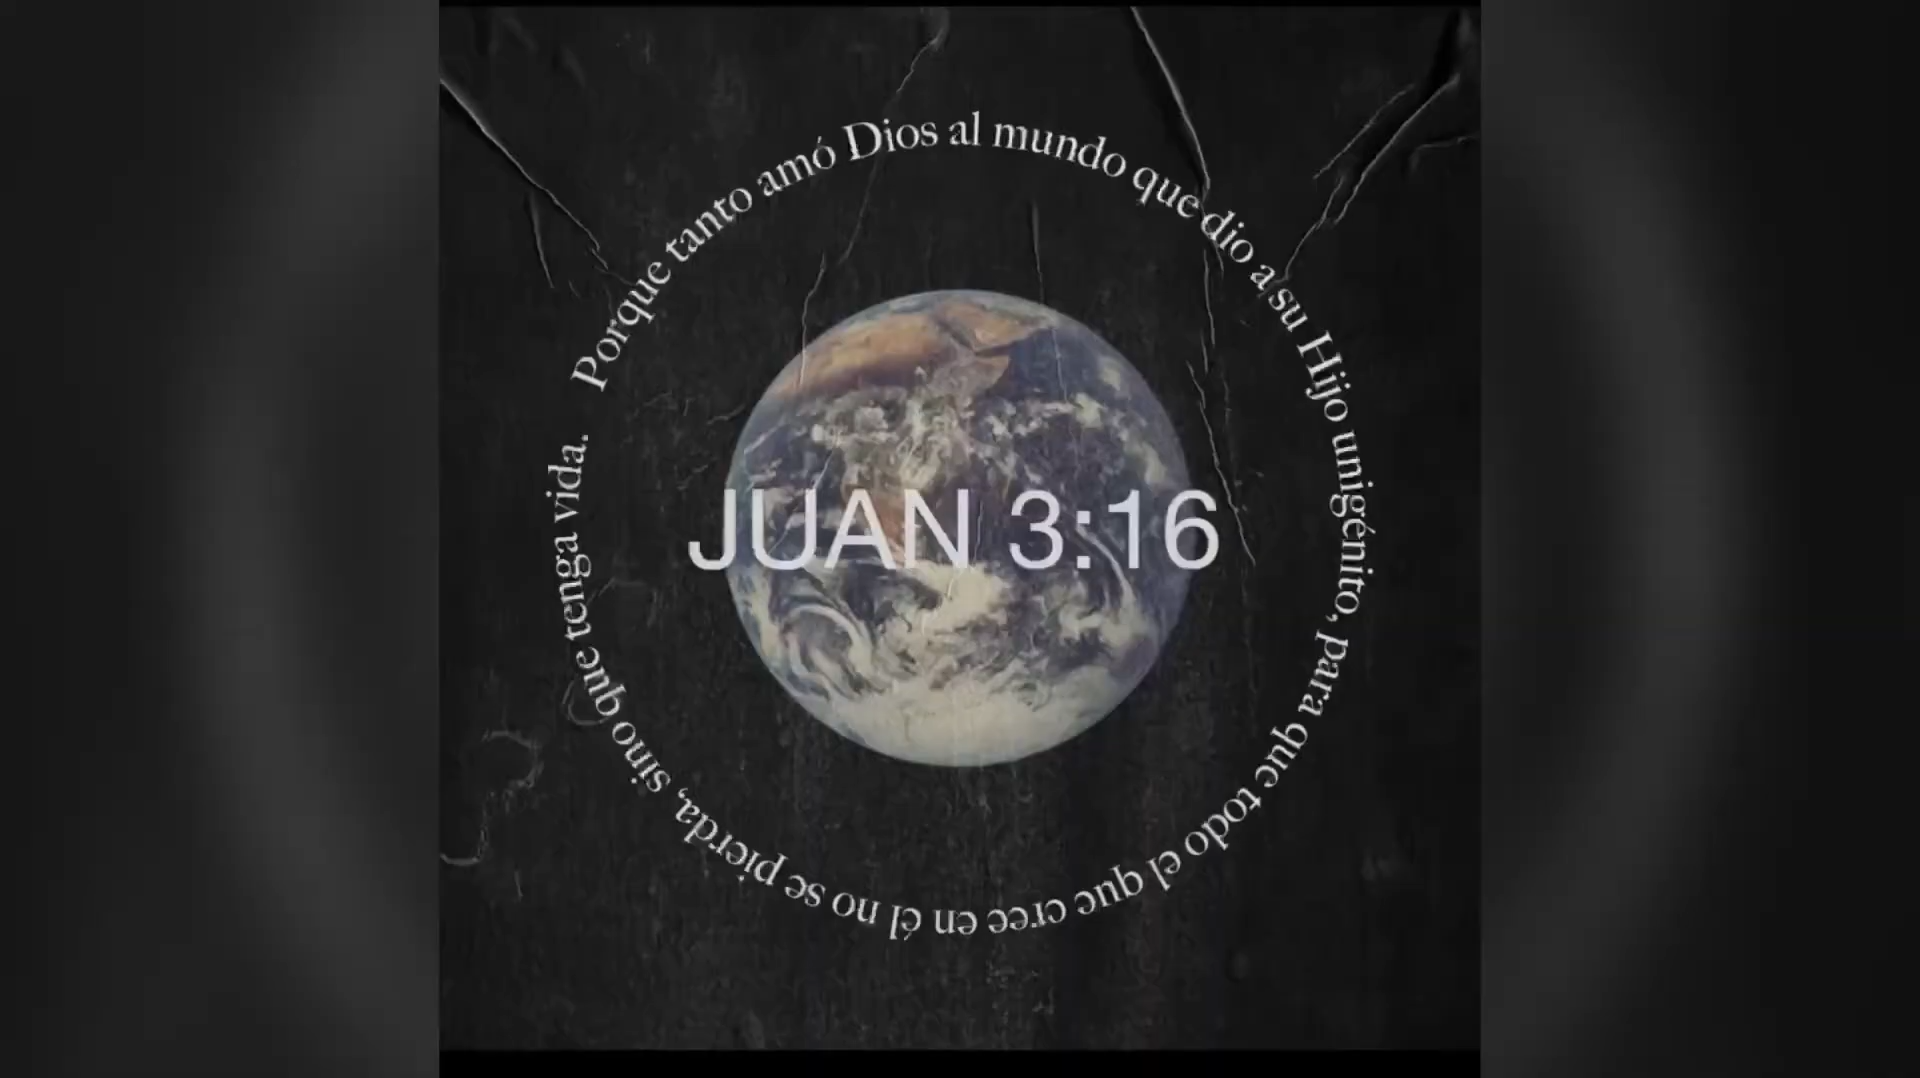 Porque tanto amó Dios al mundo que dio a su Hijo unigénito, para que todo el que cree en él no se pierda, sino que tenga vida.
JUAN 3:16